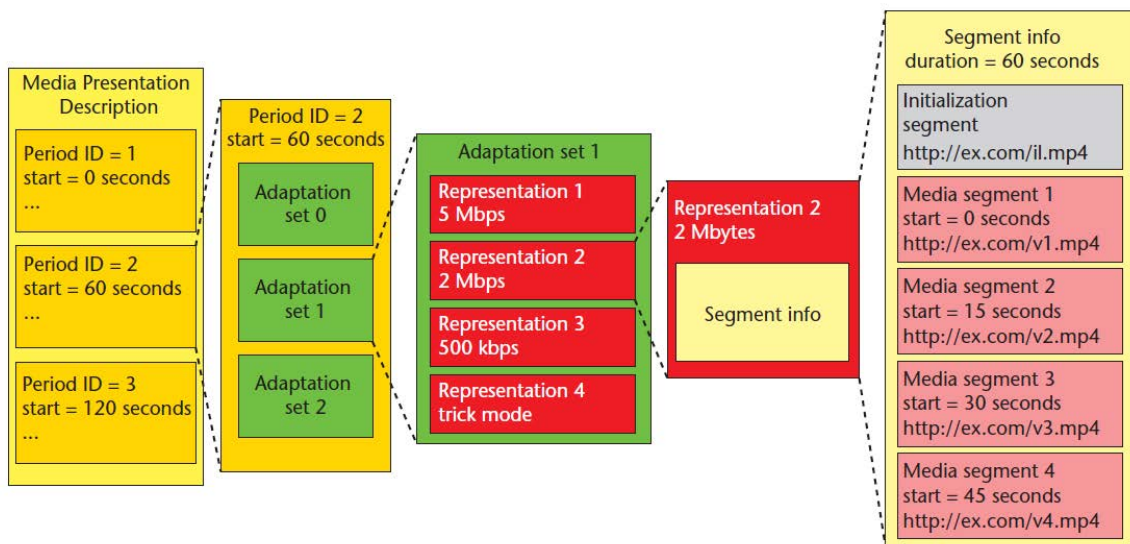 Media Presentation
Description
Period ID = 1
start = 0 seconds
...
Period ID = 2
start = 60 seconds
...
Period ID = 3
start = 120 seconds
...
Period ID = 2
start = 60 seconds
Adaptation
set 0
Adaptation
set 1
Adaptation
set 2
Adaptation set 1
Representation 1
5 Mbps
Representation 2
2 Mbps
Representation 3
500 kbps
Representation 4
trick mode
Representation 2
2 Mbytes
Segment info
Segment info
duration = 60 seconds
Initialization
segment
http://ex.com/il.mp4
Media segment 1
start = 0 seconds
http://ex.com/v1.mp4
Media segment 2
start = 15 seconds
http://ex.com/v2.mp4
Media segment 3
start = 30 seconds
http://ex.com/v3.mp4
Media segment 4
start = 45 seconds
http://ex.com/v4.mp4